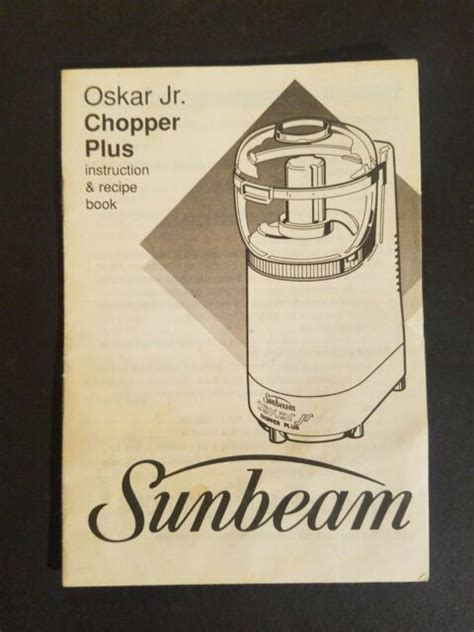 Oskar Jr.
Chopper
Plus
instruction
& recipe
book
Sunbeam
Oskar Jr
CHOPPER PLUS
Sunbeam